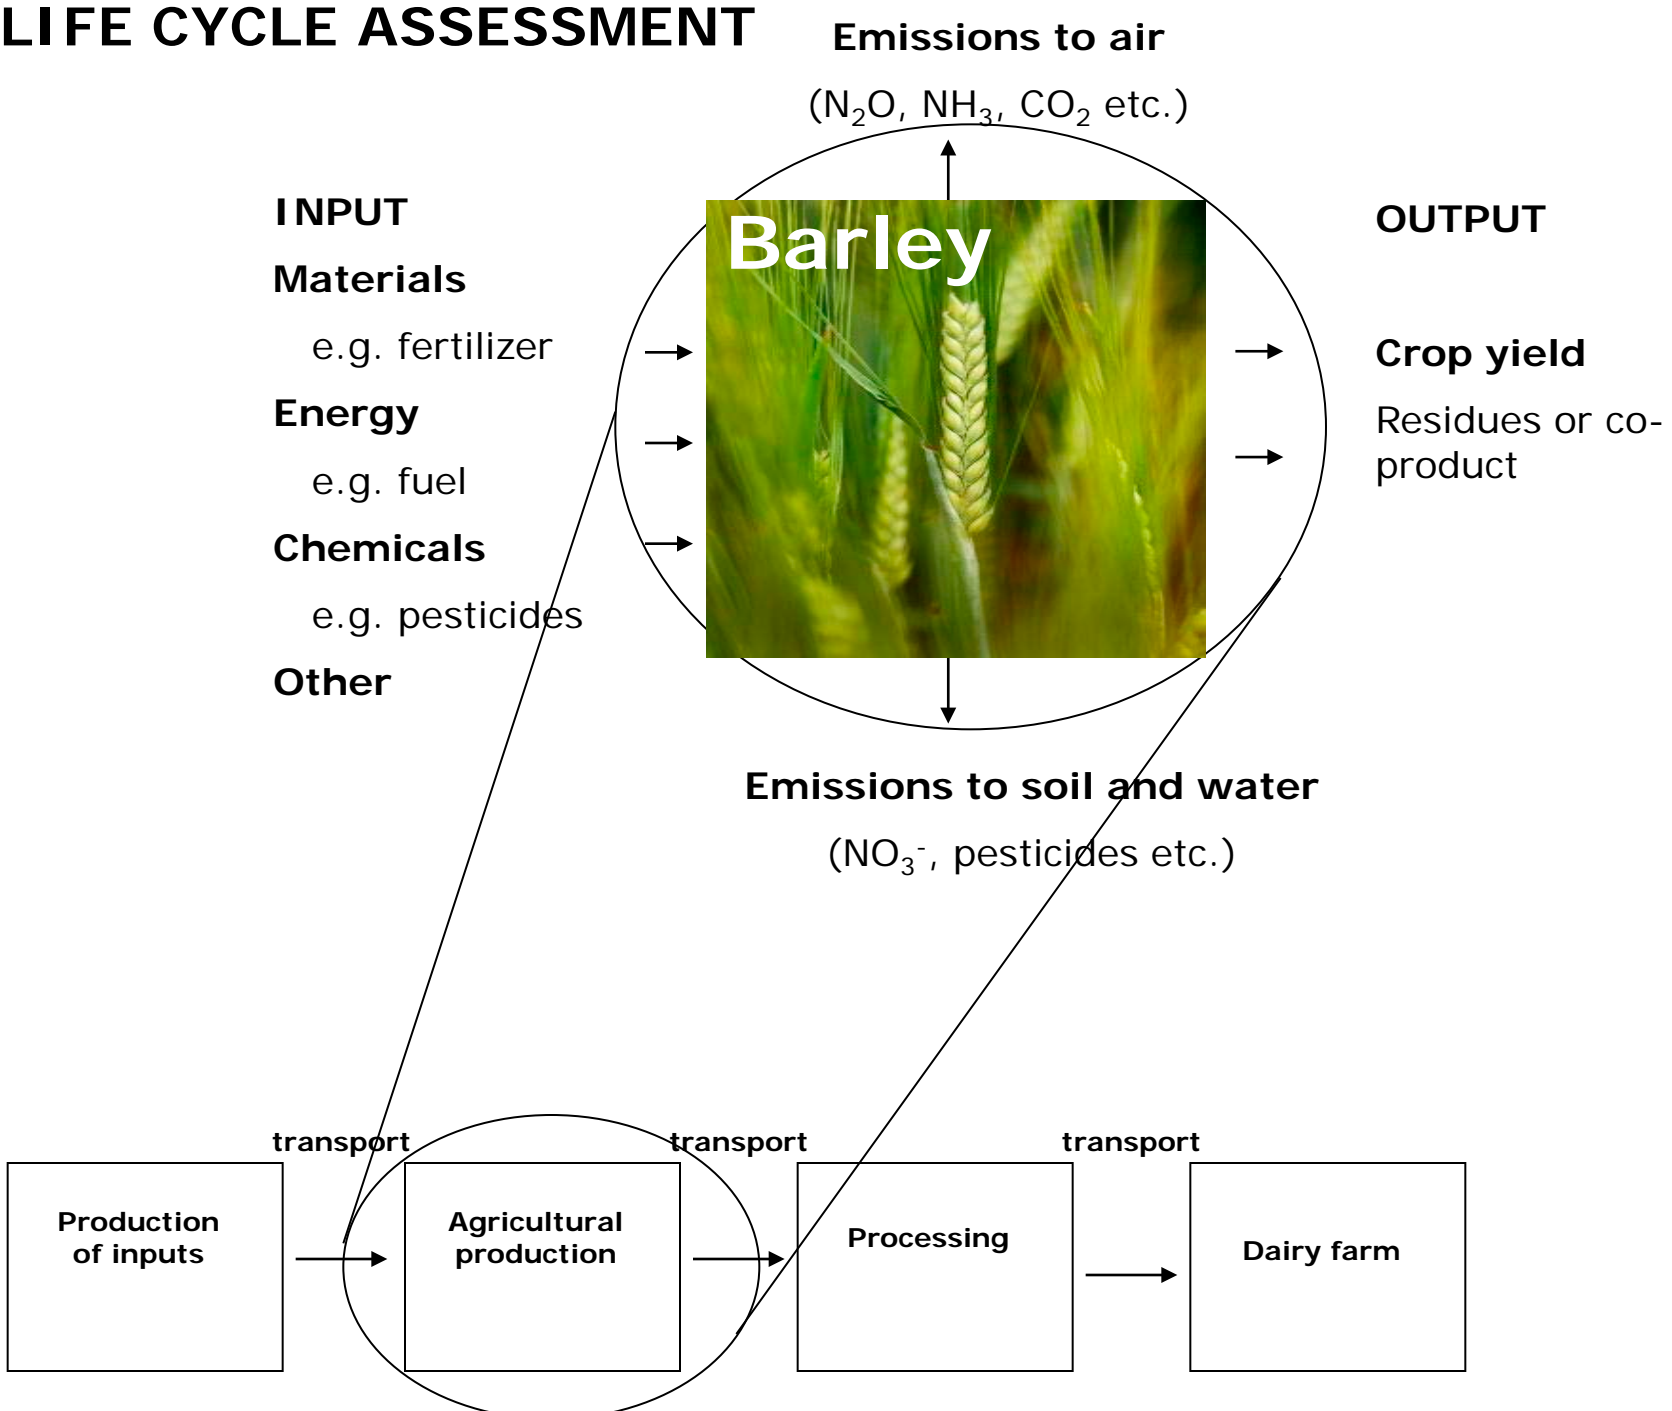 LIFE CYCLE ASSESSMENT
Emissions to air
(N₂O, NH₃, CO₂ etc.)
INPUT
Materials
e.g. fertilizer
Energy
e.g. fuel
Chemicals
e.g. pesticides
Other
Barley
OUTPUT
Crop yield
Residues or co-
product
Emissions to soil and water
(NO₃⁻, pesticides etc.)
transport
transport
transport
Production
of inputs
Agricultural
production
Processing
Dairy farm